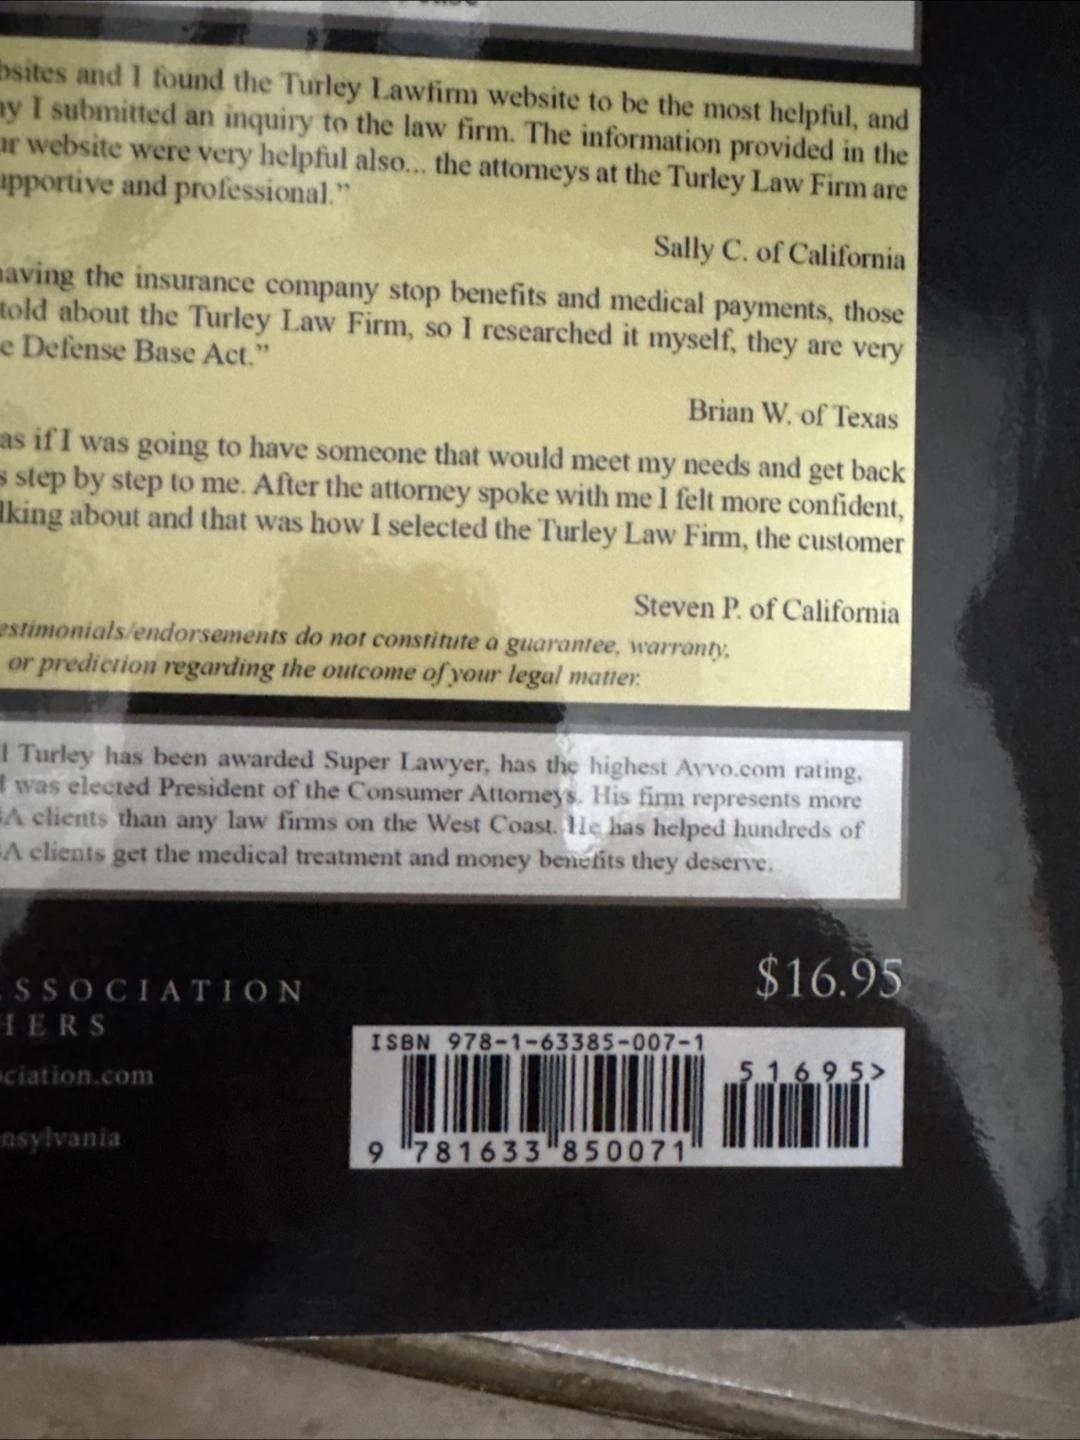 and I found the Turley Lawfirm website to be the most helpful, and
I submitted an inquiry to the law firm. The information provided in the
website were very helpful also... the attorneys at the Turley Law Firm are
and professional."
Sally C. of California
the insurance company stop benefits and medical payments, those
told about the Turley Law Firm, so I researched it myself, they are very
Defense Base Act."
Brian W. of Texas
as if I was going to have someone that would meet my needs and get back
step by step to me. After the attorney spoke with me I felt more confident,
about and that was how I selected the Turley Law Firm, the customer
Steven P. of California
do not constitute a guarantee, warranty,
or prediction regarding the outcome of your legal matter.
Turley has been awarded Super Lawyer, has the highest Avvo.com rating,
was elected President of the Consumer Attorneys. His firm represents more
clients than any law firms on the West Coast. He has helped hundreds of
clients get the medical treatment and money benefits they deserve.
$16.95
SSOCIATION
HERS
ciation.com
nsylvania
ISBN 978-1-63385-007-1
51695>
9 781633 850071